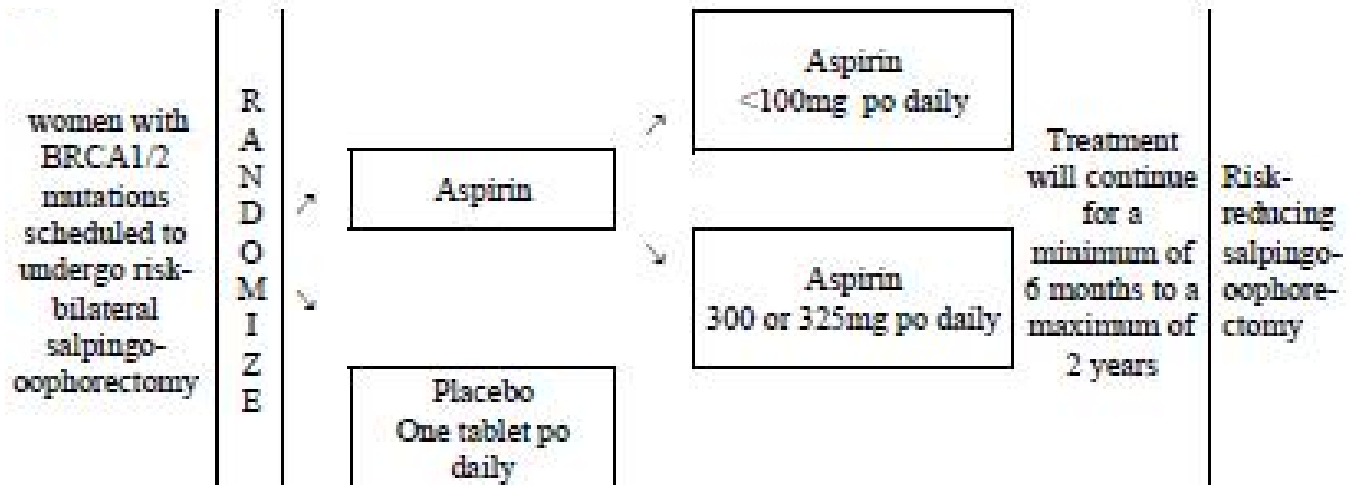 women with
BRCA1/2
mutations
scheduled to
undergo risk-
bilateral
salpingo-
oophorectomy
R
A
N
D
O
M
I
Z
E
Aspirin
Placebo
One tablet po
daily
Aspirin
<100mg po daily
Aspirin
300 or 325mg po daily
Treatment
will continue
for a
minimum of
6 months to a
maximum of
2 years
Risk-
reducing
salpingo-
oophore-
ctomy